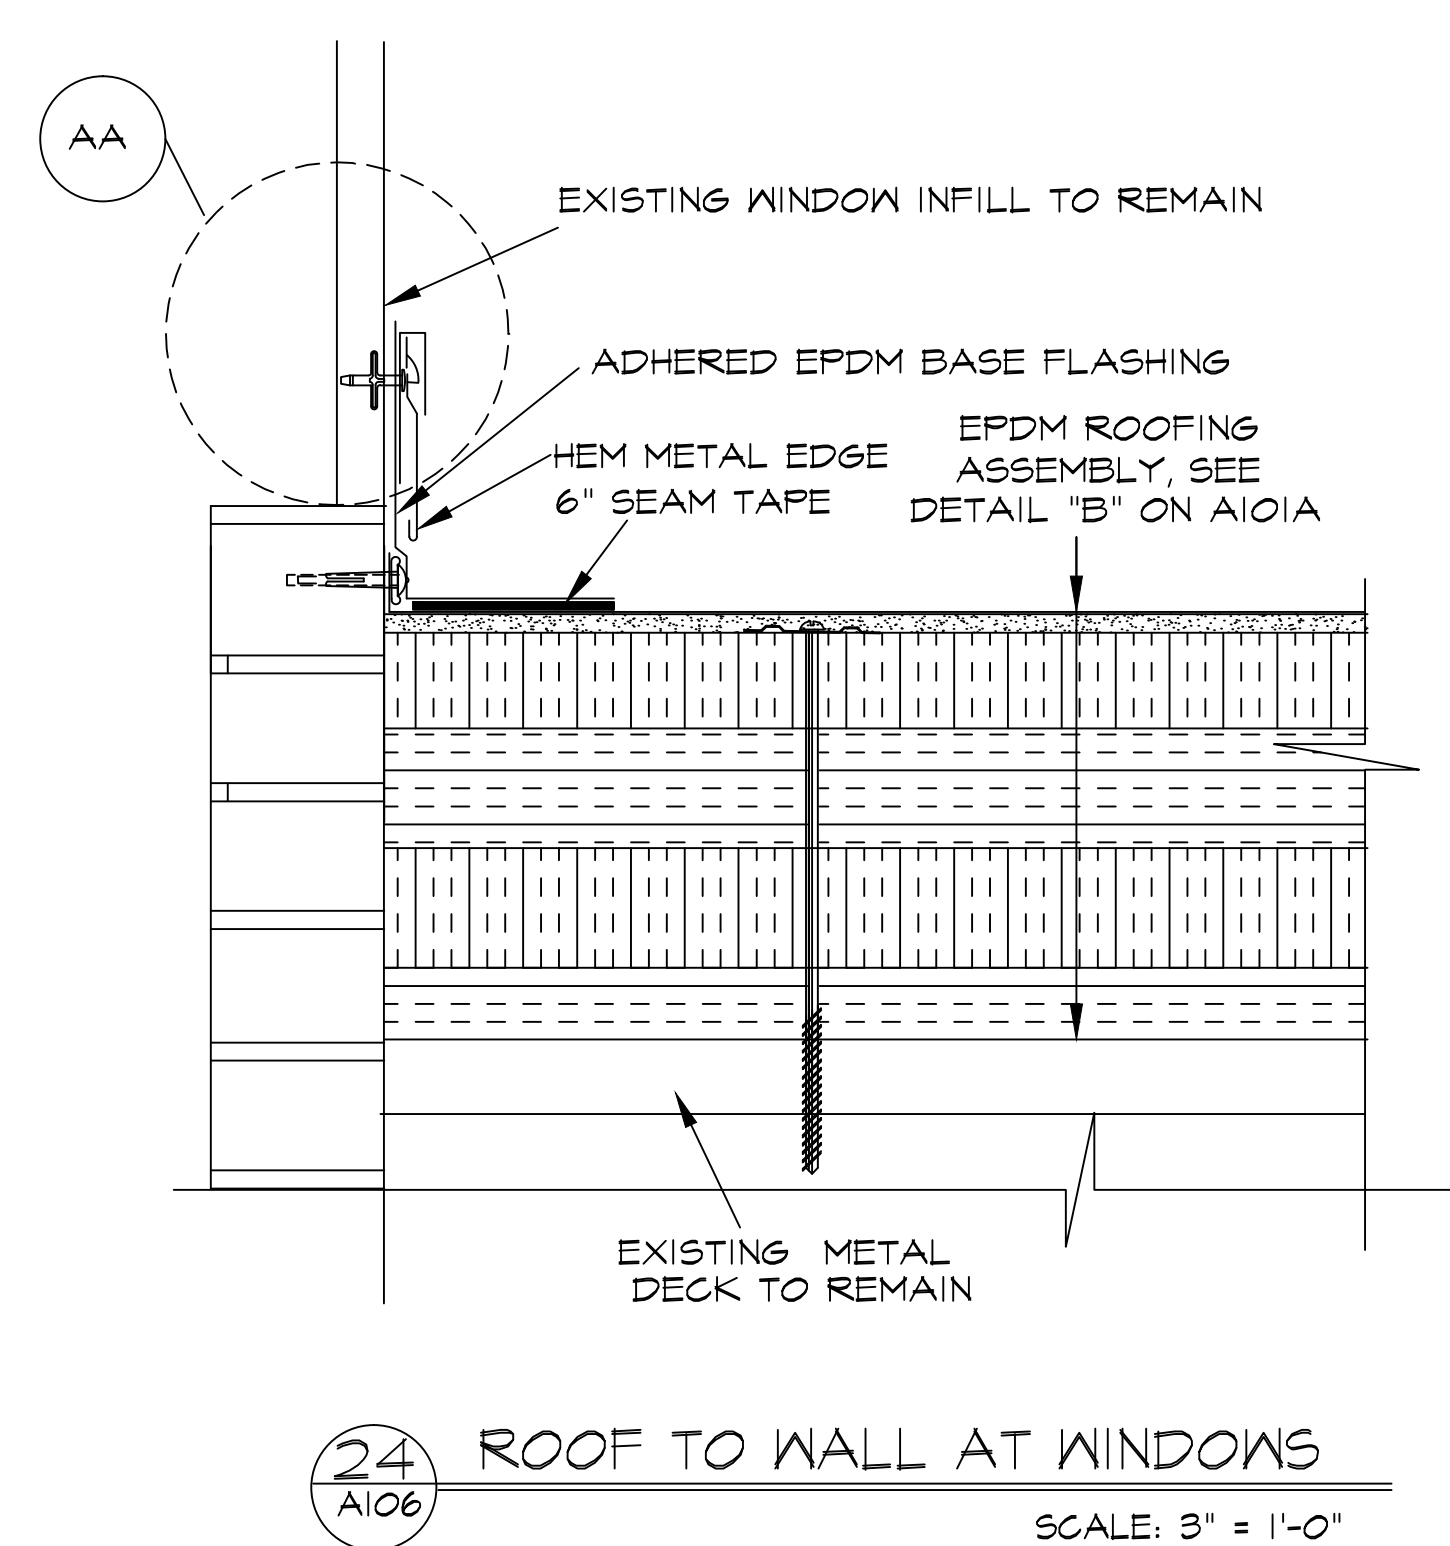 AA
EXISTING WINDOW INFILL TO REMAIN
ADHERED EPDM BASE FLASHING
HEM METAL EDGE
6" SEAM TAPE
EPDM ROOFING
ASSEMBLY, SEE
DETAIL "B" ON A101A
EXISTING METAL
DECK TO REMAIN
24
A106
ROOF TO WALL AT WINDOWS
SCALE: 3" = 1'-0"